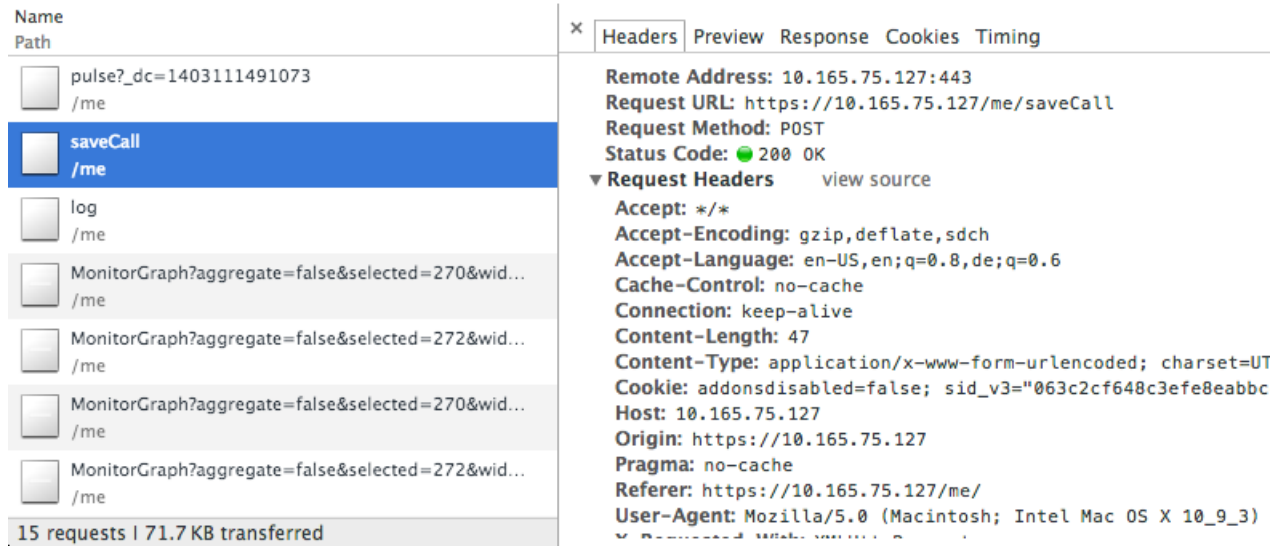 Name
Path
pulse?_dc=1403111491073
/me
saveCall
/me
log
/me
MonitorGraph?aggregate=false&selected=270&wid...
/me
MonitorGraph?aggregate=false&selected=272&wid...
/me
MonitorGraph?aggregate=false&selected=270&wid...
/me
MonitorGraph?aggregate=false&selected=272&wid...
/me
15 requests | 71.7 KB transferred
× Headers Preview Response Cookies Timing
Remote Address: 10.165.75.127:443
Request URL: https://10.165.75.127/me/saveCall
Request Method: POST
Status Code: 200 OK
▼Request Headers view source
Accept: */*
Accept-Encoding: gzip,deflate,sdch
Accept-Language: en-US,en;q=0.8,de;q=0.6
Cache-Control: no-cache
Connection: keep-alive
Content-Length: 47
Content-Type: application/x-www-form-urlencoded; charset=UT
Cookie: addonsdisabled=false; sid_v3="063c2cf648c3efe8eabbc
Host: 10.165.75.127
Origin: https://10.165.75.127
Pragma: no-cache
Referer: https://10.165.75.127/me/
User-Agent: Mozilla/5.0 (Macintosh; Intel Mac OS X 10_9_3)